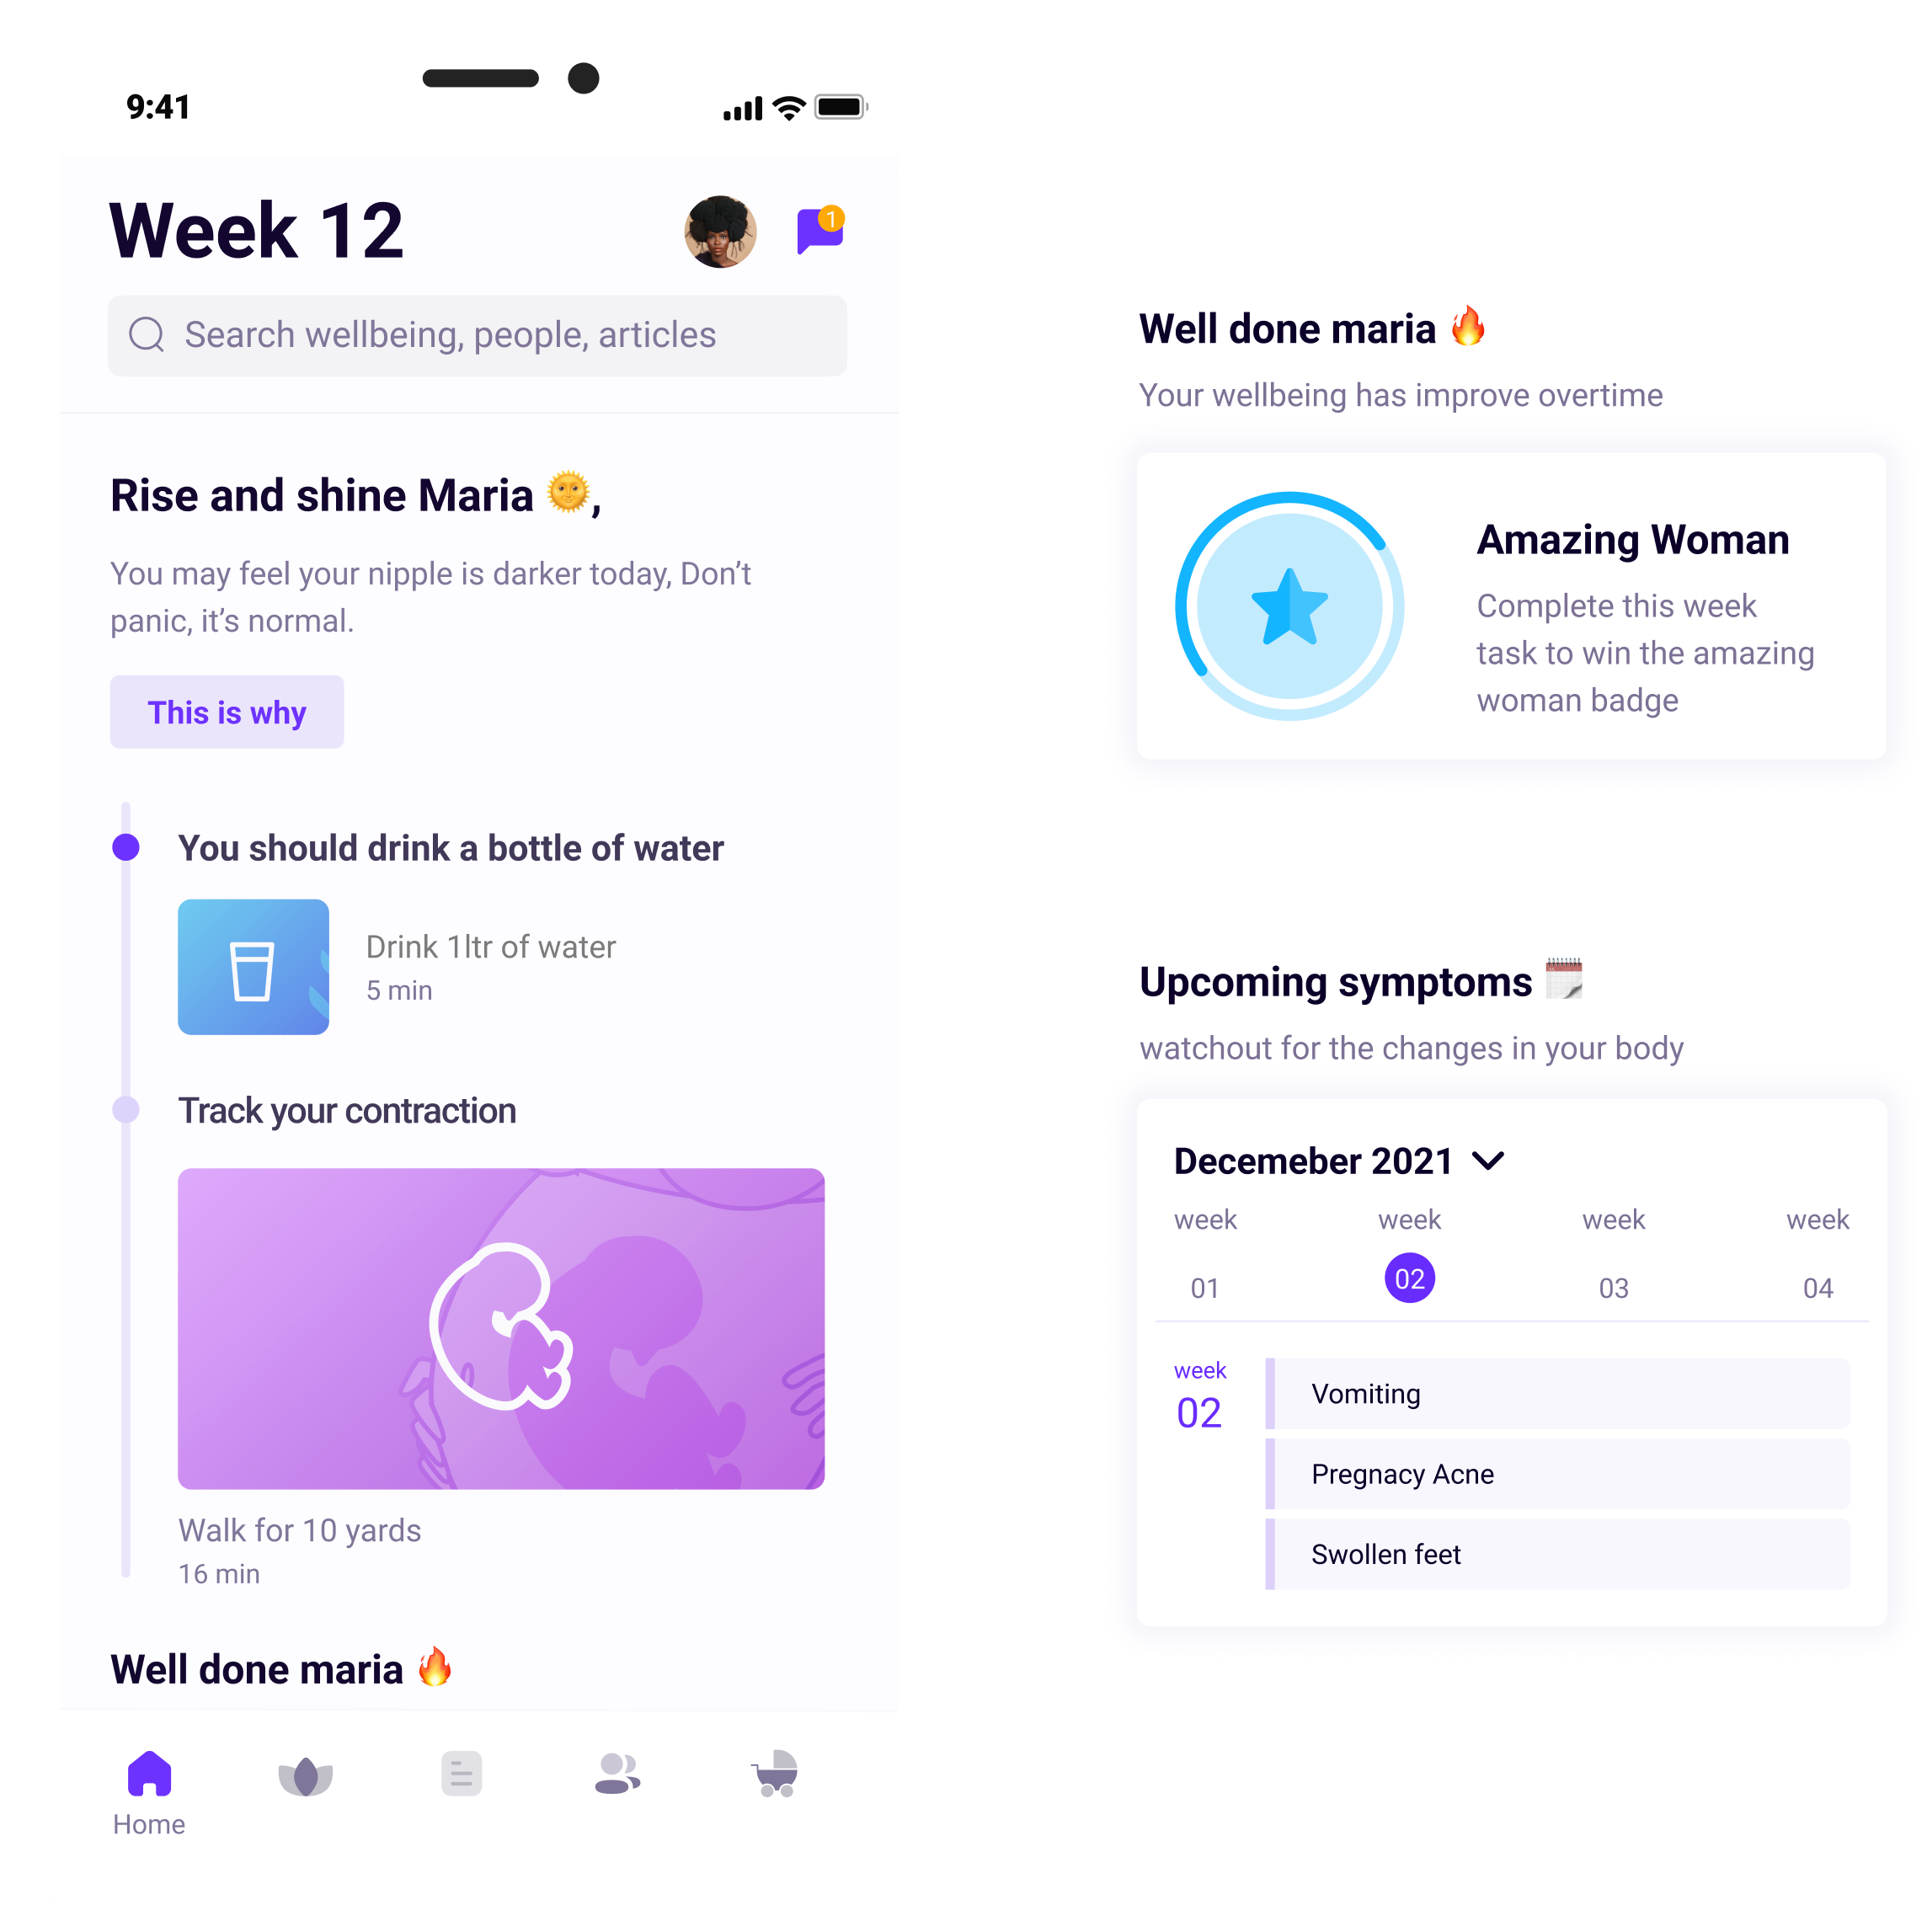 9:41
Week 12
1
Search wellbeing, people, articles
Rise and shine Maria 🌞,
You may feel your nipple is darker today, Don’t
panic, it’s normal.
This is why
You should drink a bottle of water
Drink 1ltr of water
5 min
Track your contraction
Walk for 10 yards
16 min
Well done maria 🔥
Home
Well done maria 🔥
Your wellbeing has improve overtime
Amazing Woman
Complete this week
task to win the amazing
woman badge
Upcoming symptoms 🗓
watchout for the changes in your body
Decemeber 2021
week week week week
01 02 03 04
week
02
Vomiting
Pregnacy Acne
Swollen feet